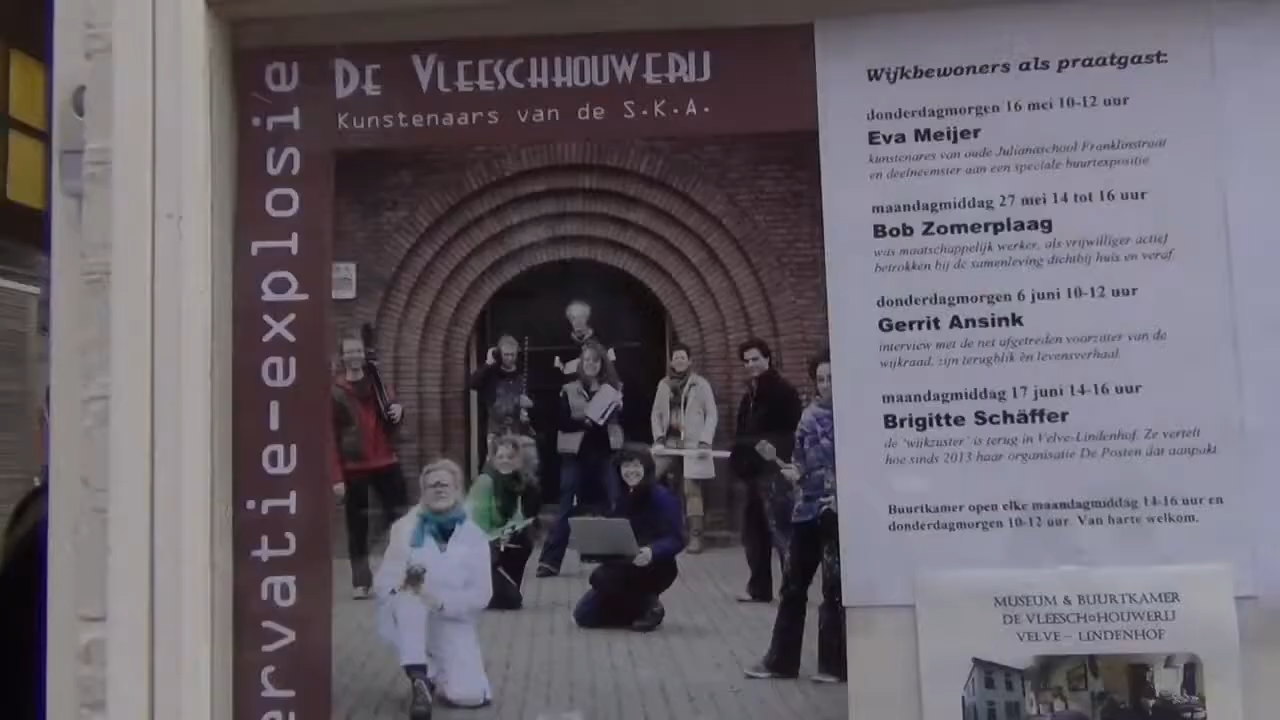 ervatie-explosie
DE VLEESCHHOUWERIJ
Kunstenaars van de S.K.A.
Wijkbewoners als praatgast:
donderdagmorgen 16 mei 10-12 uur
Eva Meijer
kunstenares van oude Julianaschool Franklinstraat
en deelneemster aan een speciale buurtexpositie
maandagmiddag 27 mei 14 tot 16 uur
Bob Zomerplaag
was maatschappelijk werker, als vrijwilliger actief
betrokken bij de samenleving dichtbij huis en veraf
donderdagmorgen 6 juni 10-12 uur
Gerrit Ansink
interview met de net afgetreden voorzitter van de
wijkraad, zijn terugblik èn levensverhaal
maandagmiddag 17 juni 14-16 uur
Brigitte Schäffer
de 'wijkzuster' is terug in Velve-Lindenhof. Ze vertelt
hoe sinds 2013 haar organisatie De Posten dat aanpakt
Buurtkamer open elke maandagmiddag 14-16 uur en
donderdagmorgen 10-12 uur. Van harte welkom.
MUSEUM & BUURTKAMER
DE VLEESCHHOUWERIJ
VELVE - LINDENHOF